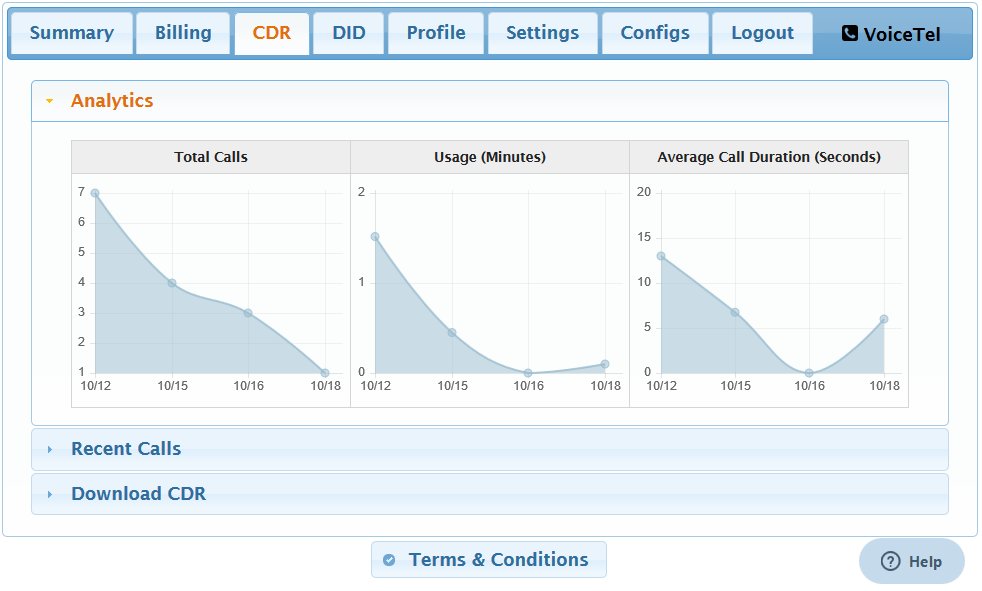 Summary Billing CDR DID Profile Settings Configs Logout VoiceTel
Analytics
Total Calls Usage (Minutes) Average Call Duration (Seconds)
7 2 20
6
15
5
4 1 10
3
5
2
1 0 0
10/12 10/15 10/16 10/18 10/12 10/15 10/16 10/18 10/12 10/15 10/16 10/18
Recent Calls
Download CDR
Terms & Conditions
? Help